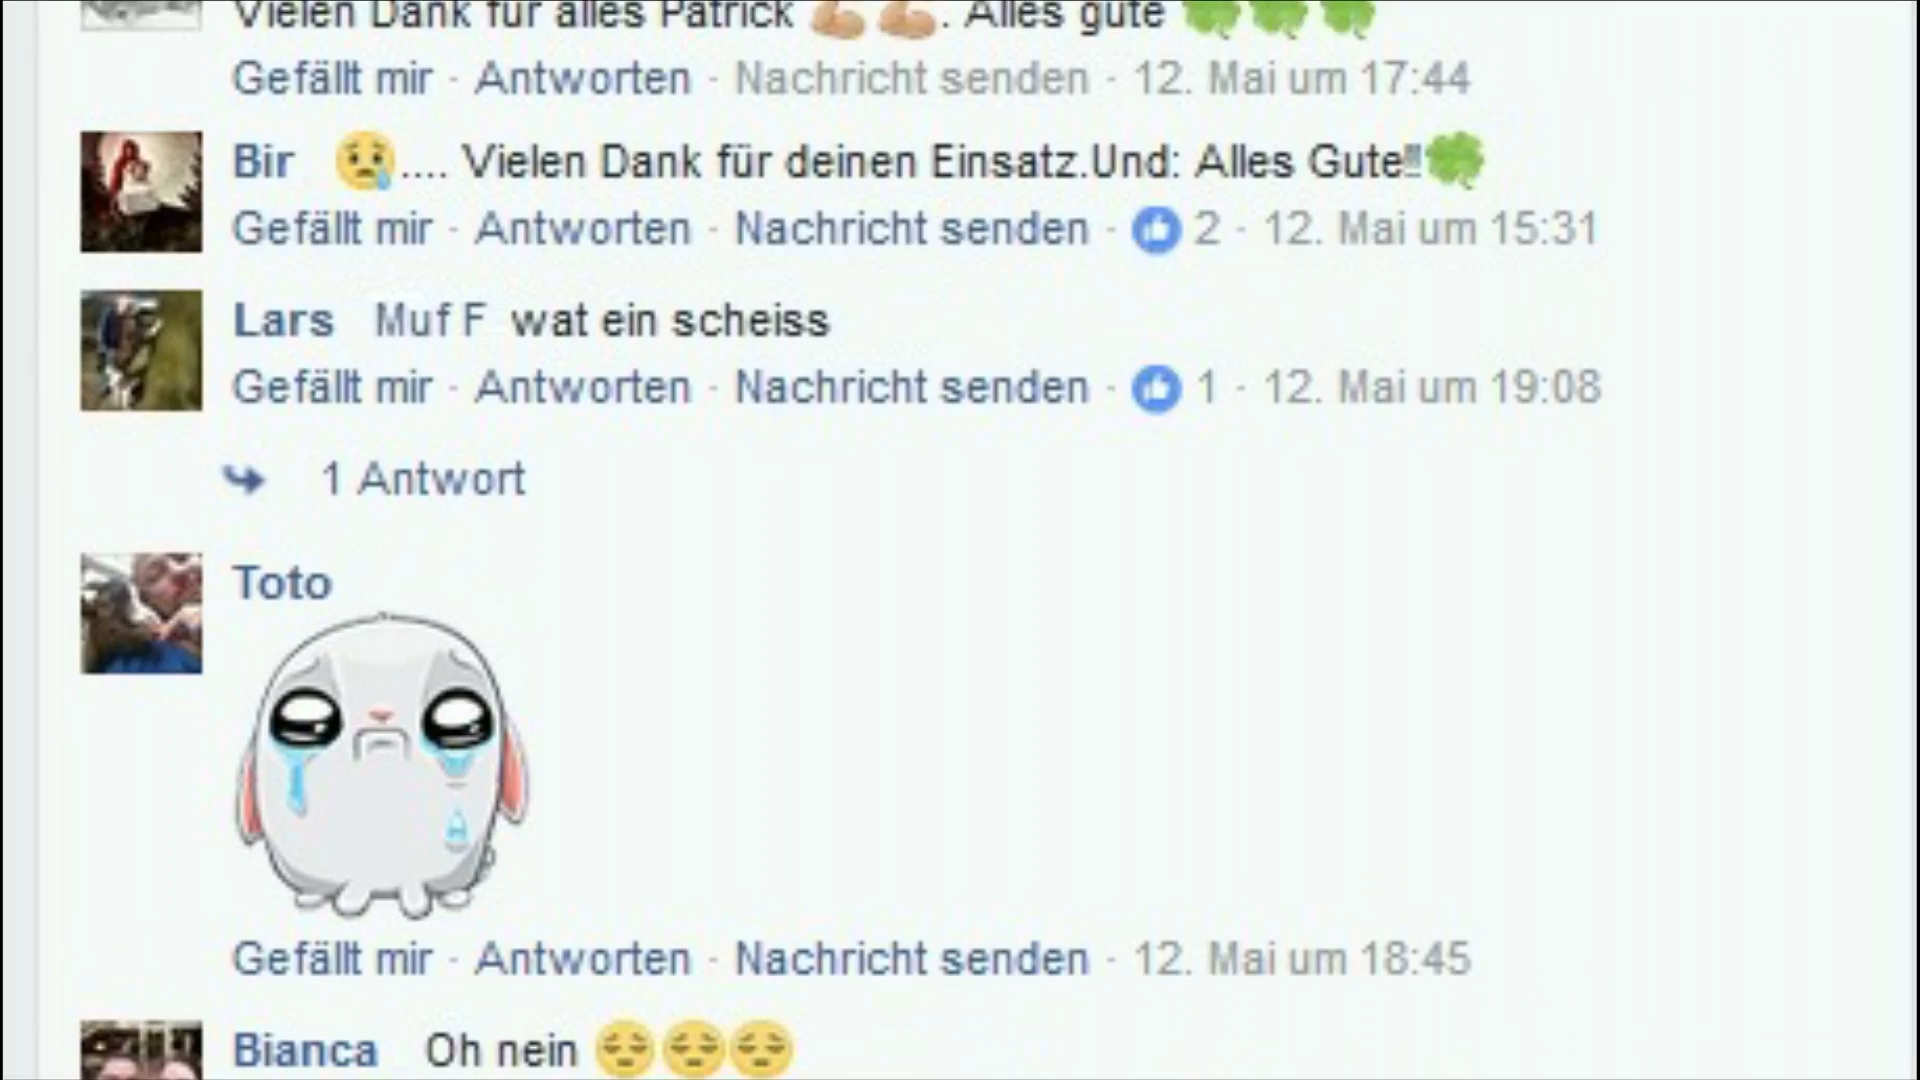 Vielen Dank für alles Patrick 💪💪. Alles gute 🍀🍀🍀
Gefällt mir · Antworten · Nachricht senden · 12. Mai um 17:44
Bir 😢.... Vielen Dank für deinen Einsatz.Und: Alles Gute!!🍀
Gefällt mir · Antworten · Nachricht senden · 2 · 12. Mai um 15:31
Lars Muf F wat ein scheiss
Gefällt mir · Antworten · Nachricht senden · 1 · 12. Mai um 19:08
1 Antwort
Toto
Gefällt mir · Antworten · Nachricht senden · 12. Mai um 18:45
Bianca Oh nein 😔😔😔